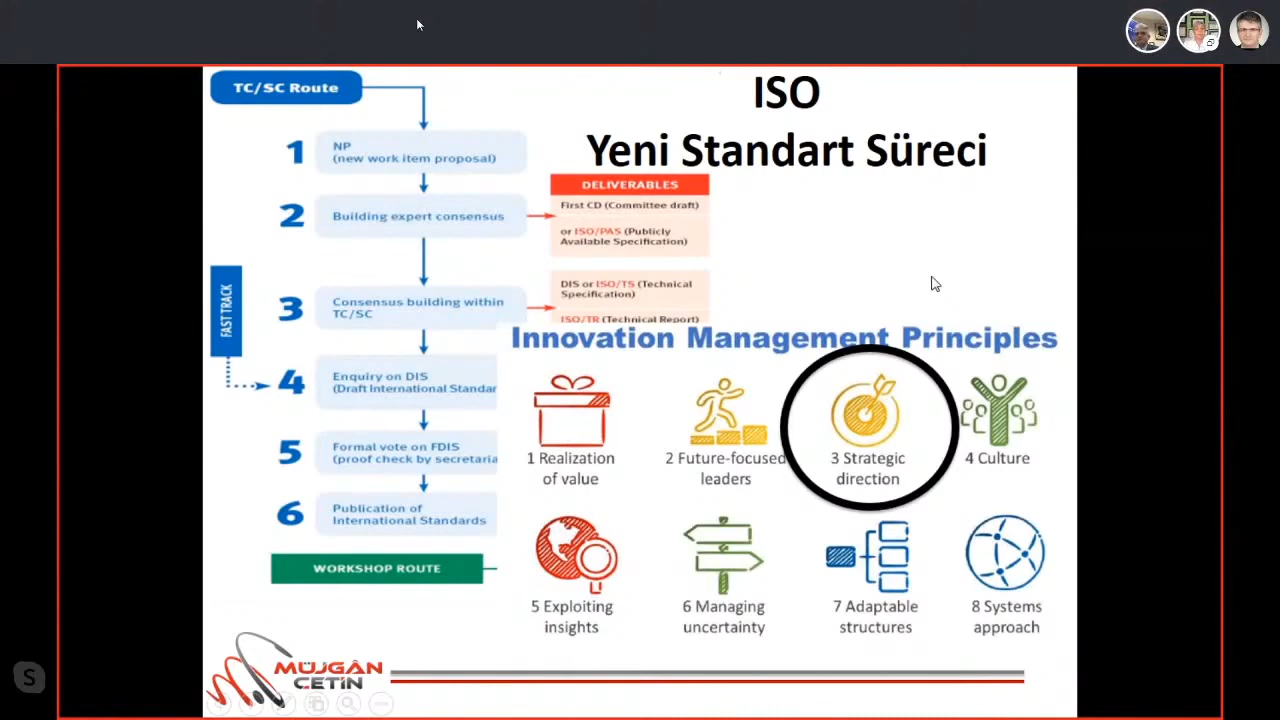 TC/SC Route
ISO
Yeni Standart Süreci
1
NP
(new work item proposal)
2
Building expert consensus
DELIVERABLES
First CD (Committee draft)
or ISO/PAS (Publicly
Available Specification)
FAST TRACK
3
Consensus building within
TC/SC
DIS or ISO/TS (Technical
Specification)
ISO/TR (Technical Report)
4
Enquiry on DIS
(Draft International Standar
5
Formal vote on FDIS
(proof check by secretaria
6
Publication of
International Standards
WORKSHOP ROUTE
Innovation Management Principles
1 Realization
of value
2 Future-focused
leaders
3 Strategic
direction
4 Culture
5 Exploiting
insights
6 Managing
uncertainty
7 Adaptable
structures
8 Systems
approach
MÜJGÂN
ÇETİN
S